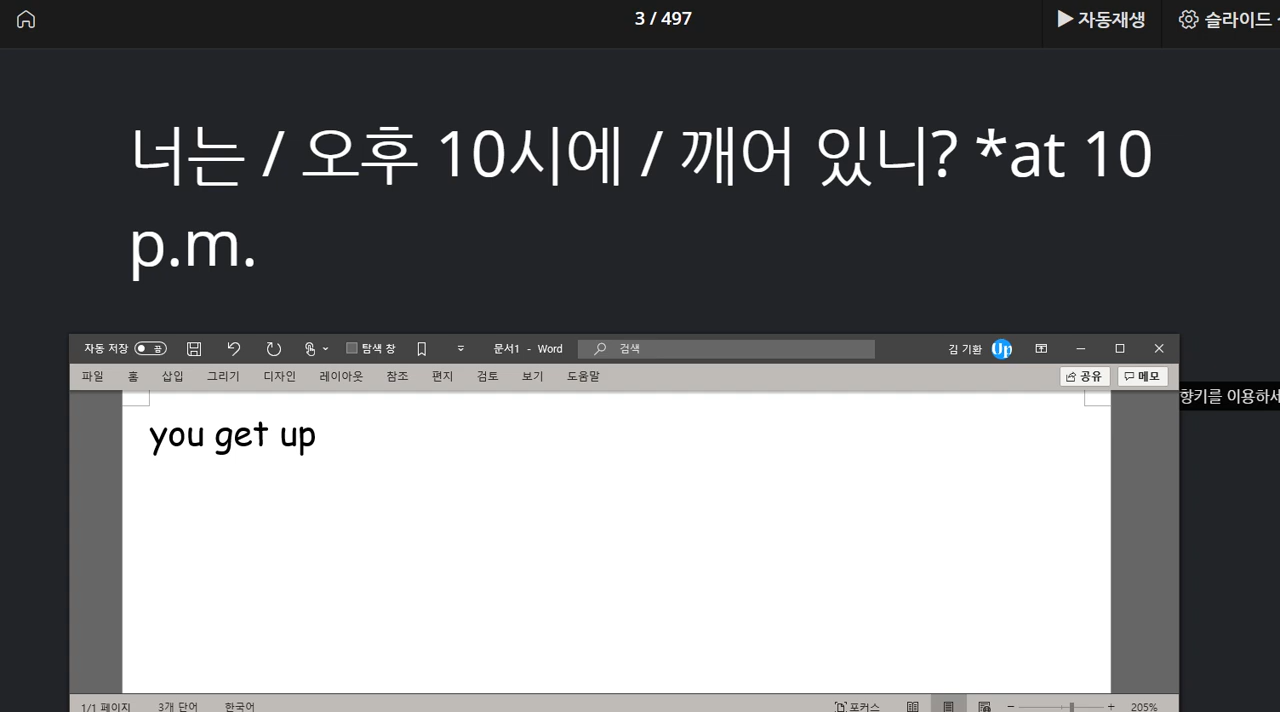 3 / 497
▶ 자동재생
슬라이드
너는 / 오후 10시에 / 깨어 있니? *at 10
p.m.
자동 저장 끔
탐색 창
문서1 - Word
검색
김 기환
Up
파일 홈 삽입 그리기 디자인 레이아웃 참조 편지 검토 보기 도움말
공유
메모
향키를 이용하세
you get up
1/1 페이지 3개 단어 한국어
포커스
205%